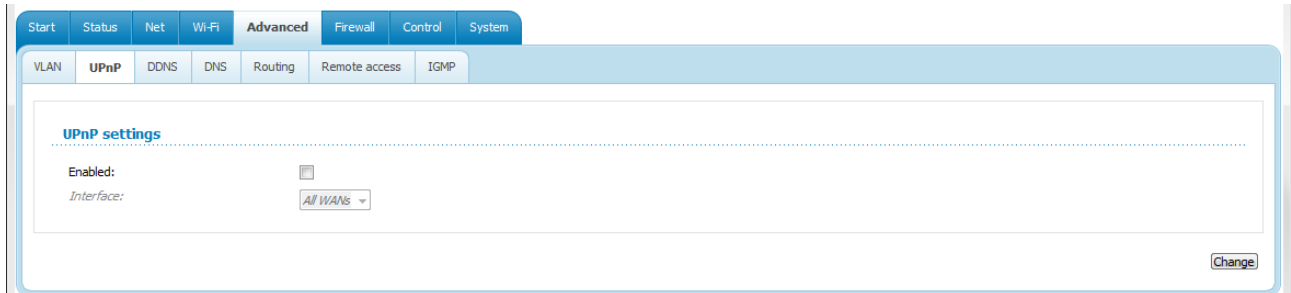 Start Status Net Wi-Fi Advanced Firewall Control System
VLAN UPnP DDNS DNS Routing Remote access IGMP
UPnP settings
Enabled:
Interface: All WANs
Change